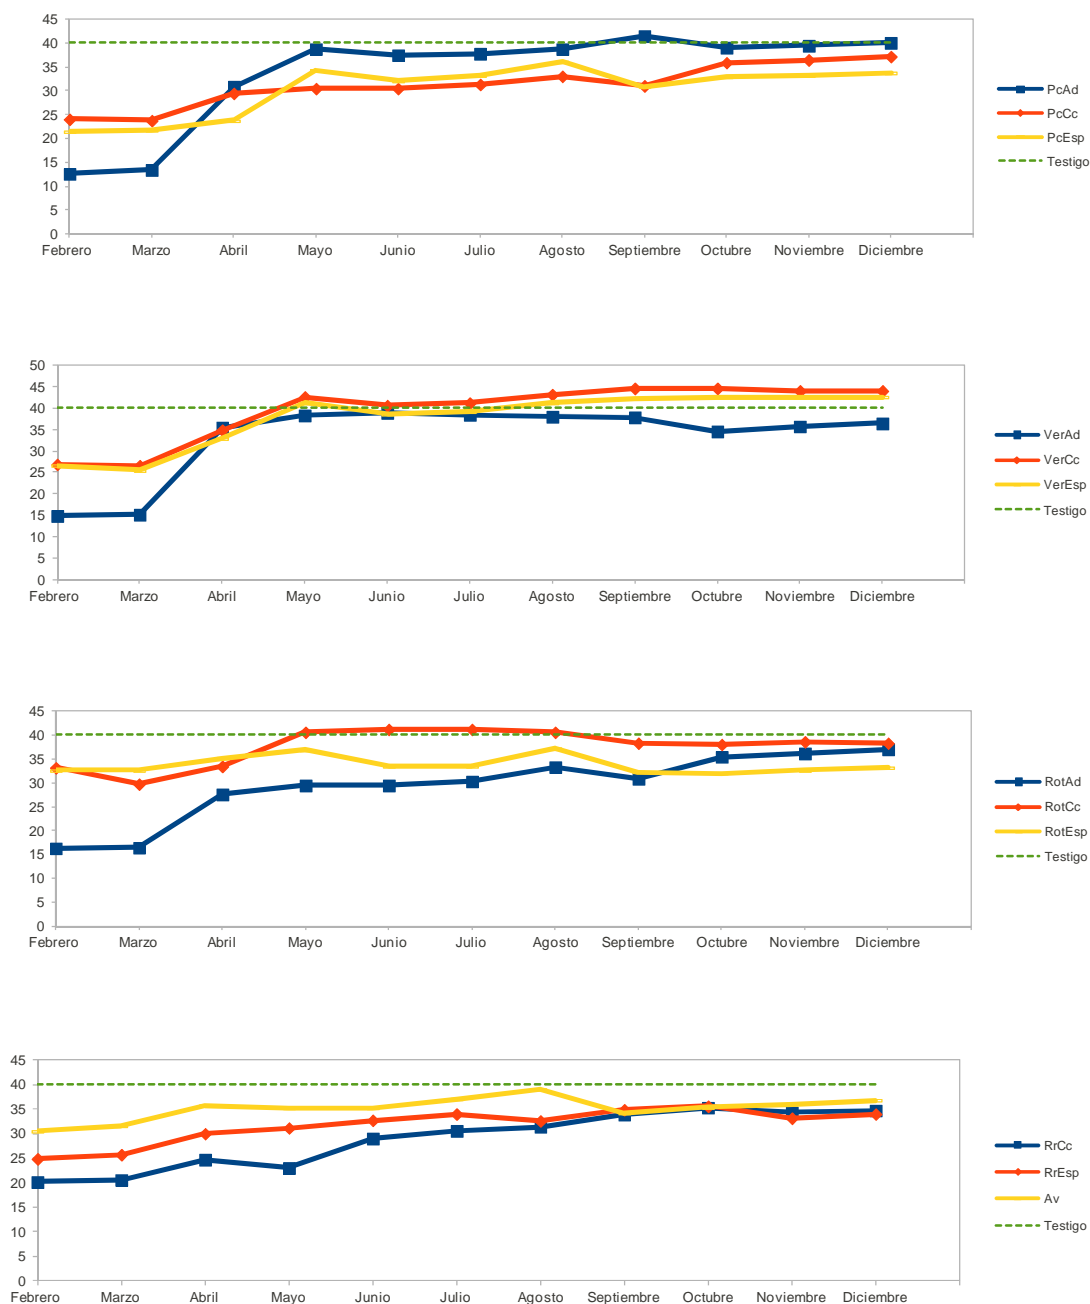 45
40
35
30
25
20
15
10
5
0
Febrero Marzo Abril Mayo Junio Julio Agosto Septiembre Octubre Noviembre Diciembre
PcAd
PcCc
PcEsp
Testigo
50
45
40
35
30
25
20
15
10
5
0
Febrero Marzo Abril Mayo Junio Julio Agosto Septiembre Octubre Noviembre Diciembre
VerAd
VerCc
VerEsp
Testigo
45
40
35
30
25
20
15
10
5
0
Febrero Marzo Abril Mayo Junio Julio Agosto Septiembre Octubre Noviembre Diciembre
RotAd
RotCc
RotEsp
Testigo
45
40
35
30
25
20
15
10
5
0
Febrero Marzo Abril Mayo Junio Julio Agosto Septiembre Octubre Noviembre Diciembre
RrCc
RrEsp
Av
Testigo